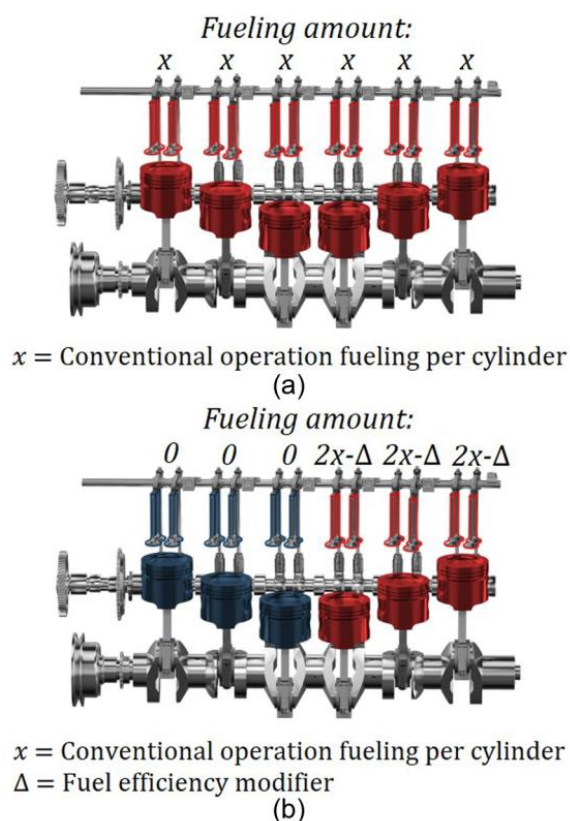 Fueling amount:
x x x x x x
x = Conventional operation fueling per cylinder
(a)
Fueling amount:
0 0 0 2x-Δ 2x-Δ 2x-Δ
x = Conventional operation fueling per cylinder
Δ = Fuel efficiency modifier
(b)